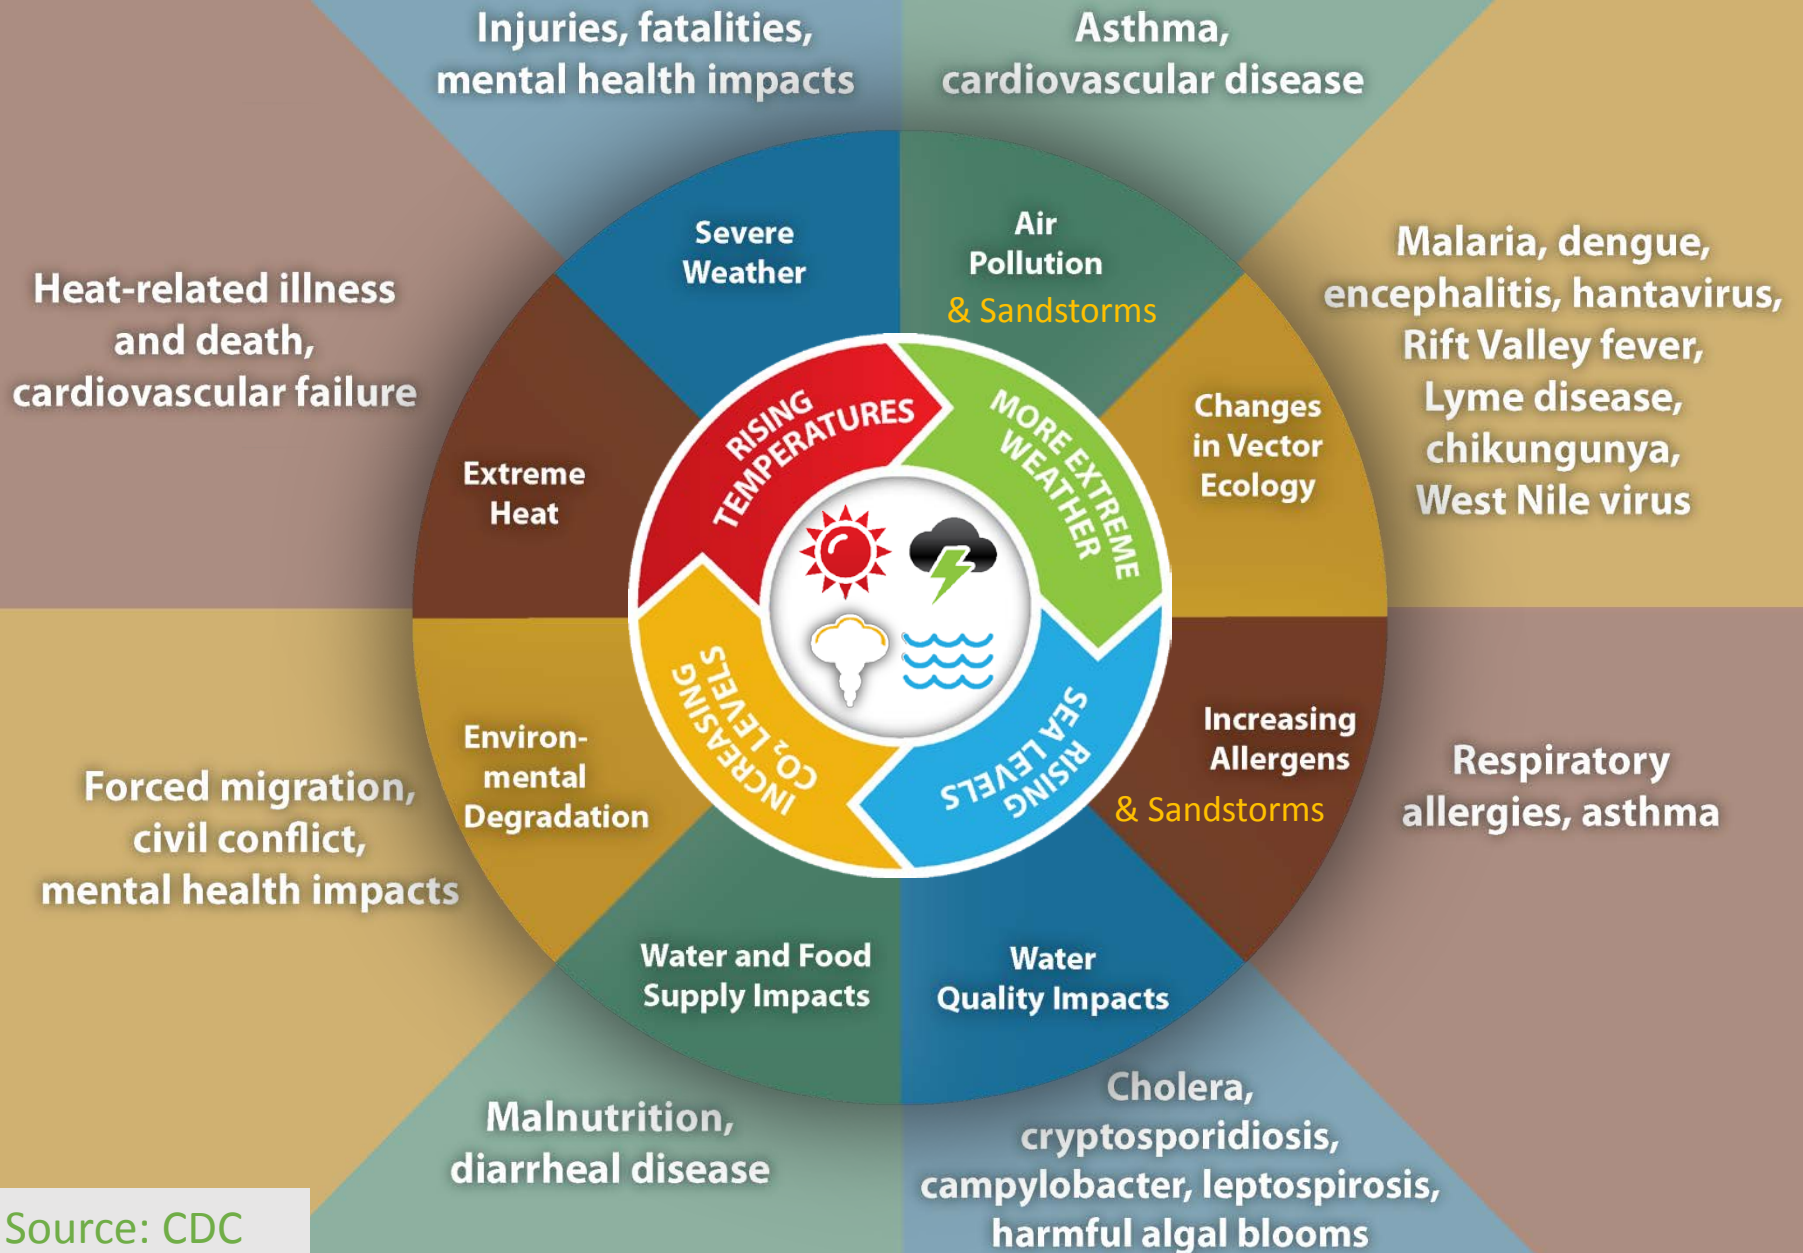 Injuries, fatalities,
mental health impacts
Asthma,
cardiovascular disease
Severe
Weather
Air
Pollution
& Sandstorms
Heat-related illness
and death,
cardiovascular failure
Malaria, dengue,
encephalitis, hantavirus,
Rift Valley fever,
Lyme disease,
chikungunya,
West Nile virus
Extreme
Heat
Changes
in Vector
Ecology
RISING
TEMPERATURES
MORE EXTREME
WEATHER
RISING
SEA LEVELS
INCREASING
CO₂ LEVELS
Environ-
mental
Degradation
Increasing
Allergens
& Sandstorms
Forced migration,
civil conflict,
mental health impacts
Respiratory
allergies, asthma
Water and Food
Supply Impacts
Water
Quality Impacts
Malnutrition,
diarrheal disease
Cholera,
cryptosporidiosis,
campylobacter, leptospirosis,
harmful algal blooms
Source: CDC